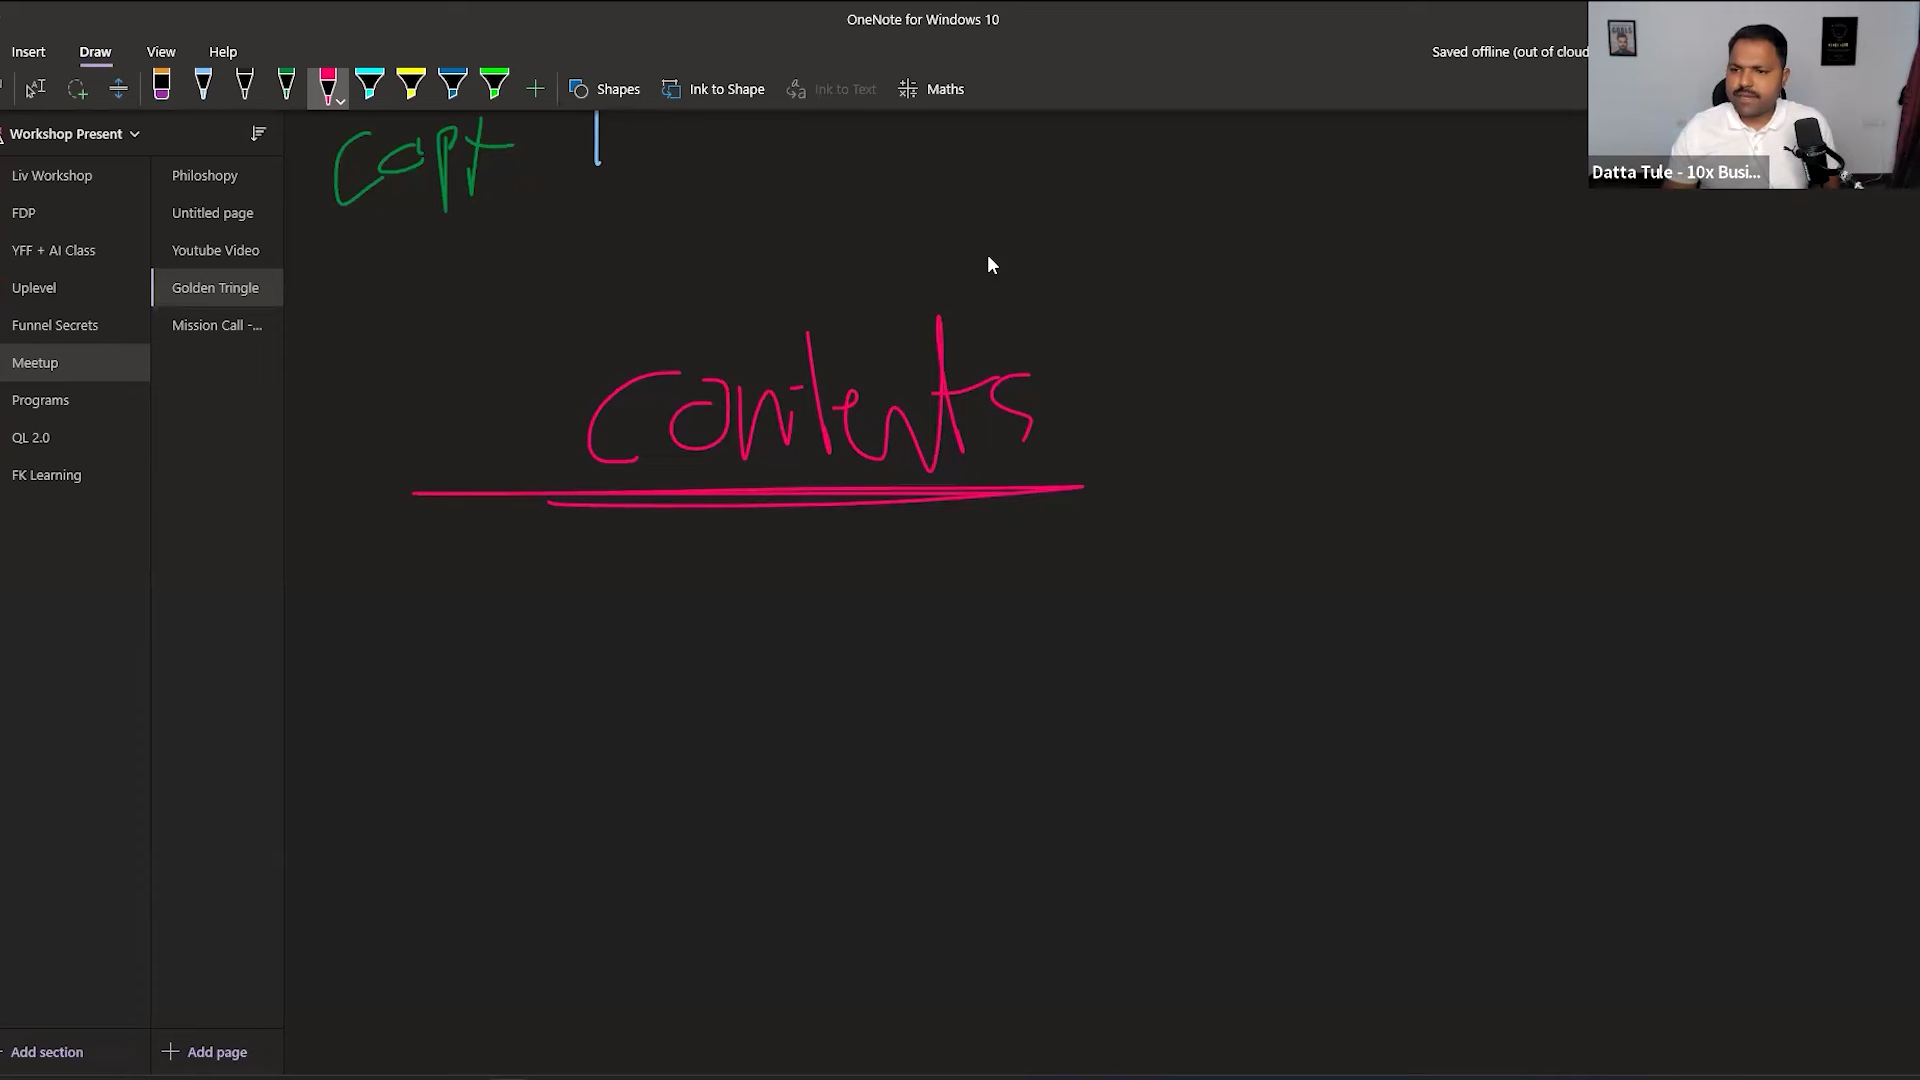 OneNote for Windows 10
Insert Draw View Help
Saved offline (out of cloud
Shapes Ink to Shape Ink to Text Maths
Datta Tule - 10x Busi...
Workshop Present
Liv Workshop
FDP
YFF + AI Class
Uplevel
Funnel Secrets
Meetup
Programs
QL 2.0
FK Learning
Add section
Philoshopy
Untitled page
Youtube Video
Golden Tringle
Mission Call -...
Add page
contents